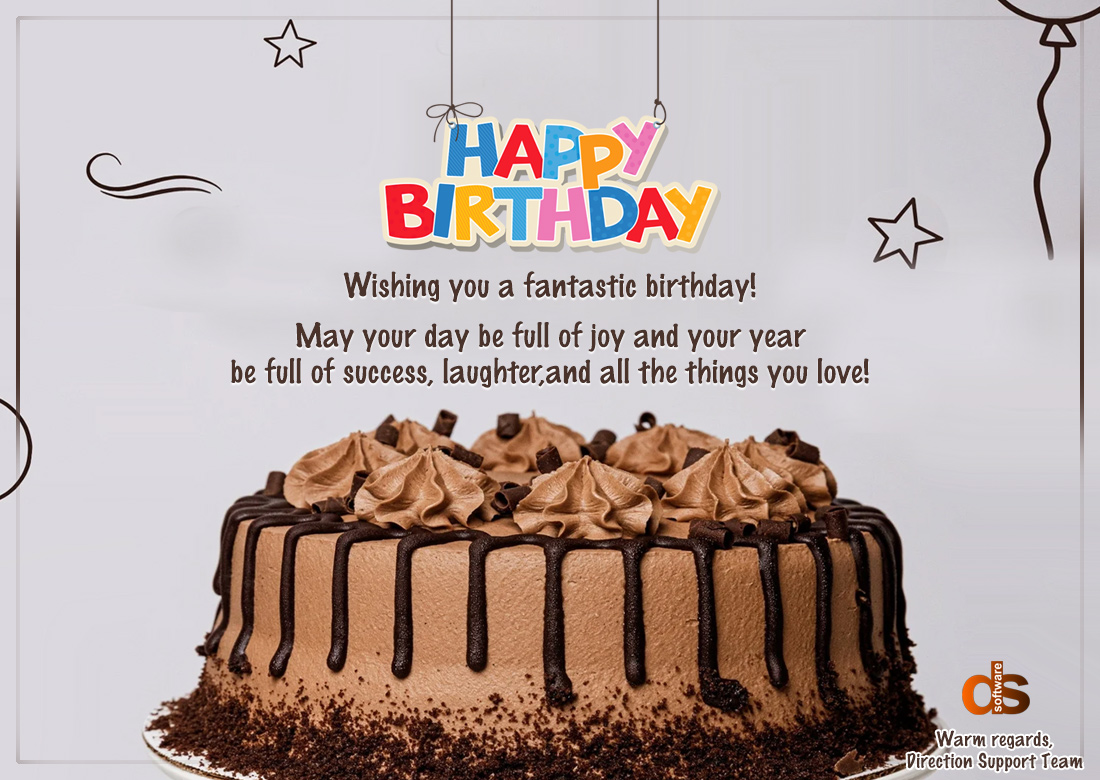 HAPPY
BIRTHDAY
Wishing you a fantastic birthday!
May your day be full of joy and your year
be full of success, laughter,and all the things you love!
ds
software
Warm regards,
Direction Support Team